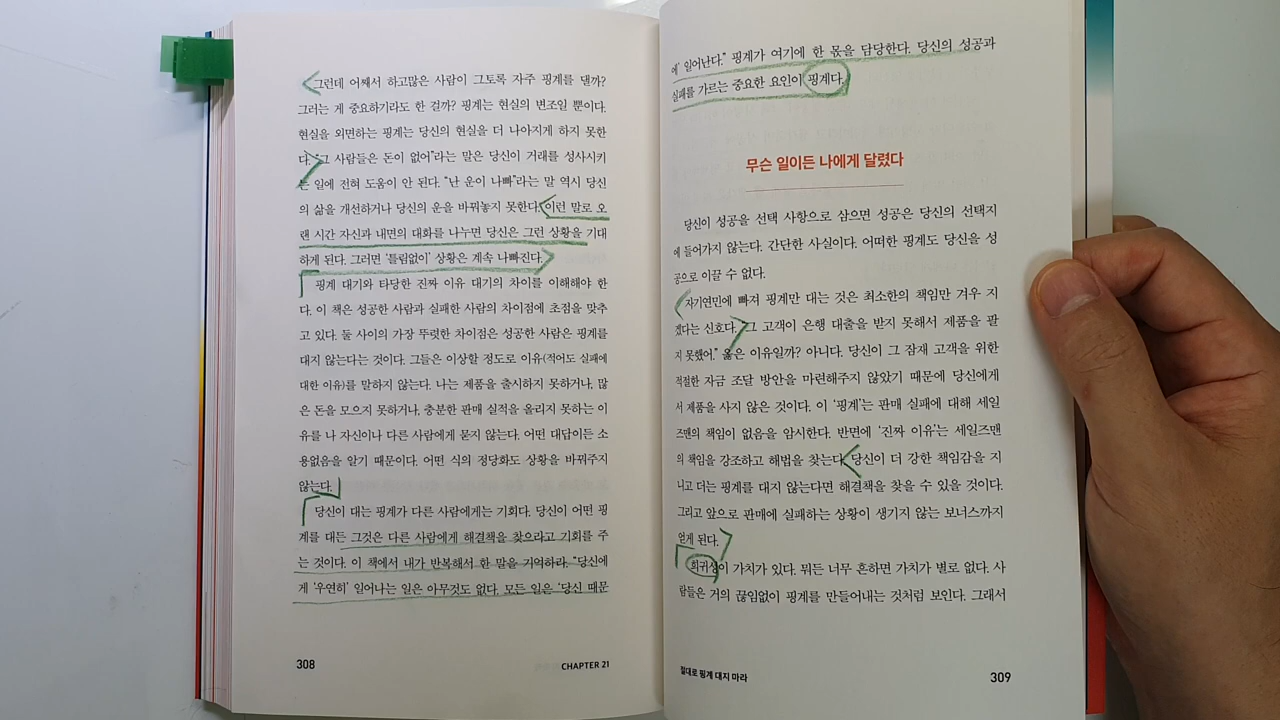 그런데 어째서 하고많은 사람이 그토록 자주 핑계를 댈까?
그러는 게 중요하기라도 한 걸까? 핑계는 현실의 변조일 뿐이다.
현실을 외면하는 핑계는 당신의 현실을 더 나아지게 하지 못한
다. “그 사람들은 돈이 없어”라는 말은 당신이 거래를 성사시키
는 일에 전혀 도움이 안 된다. “난 운이 나빠”라는 말 역시 당신
의 삶을 개선하거나 당신의 운을 바꿔놓지 못한다. 이런 말로 오
랜 시간 자신과 내면의 대화를 나누면 당신은 그런 상황을 기대
하게 된다. 그러면 ‘틀림없이’ 상황은 계속 나빠진다.
핑계 대기와 타당한 진짜 이유 대기의 차이를 이해해야 한
다. 이 책은 성공한 사람과 실패한 사람의 차이점에 초점을 맞추
고 있다. 둘 사이의 가장 뚜렷한 차이점은 성공한 사람은 핑계를
대지 않는다는 것이다. 그들은 이상할 정도로 이유(적어도 실패에
대한 이유)를 말하지 않는다. 나는 제품을 출시하지 못하거나, 많
은 돈을 모으지 못하거나, 충분한 판매 실적을 올리지 못하는 이
유를 나 자신이나 다른 사람에게 묻지 않는다. 어떤 대답이든 소
용없음을 알기 때문이다. 어떤 식의 정당화도 상황을 바꿔주지
않는다.
당신이 대는 핑계가 다른 사람에게는 기회다. 당신이 어떤 핑
계를 대든 그것은 다른 사람에게 해결책을 찾으라고 기회를 주
는 것이다. 이 책에서 내가 반복해서 한 말을 기억하라. “당신에
게 ‘우연히’ 일어나는 일은 아무것도 없다. 모든 일은 ‘당신 때문
308
CHAPTER 21
에’ 일어난다.” 핑계가 여기에 한 몫을 담당한다. 당신의 성공과
실패를 가르는 중요한 요인이 핑계다.
무슨 일이든 나에게 달렸다
당신이 성공을 선택 사항으로 삼으면 성공은 당신의 선택지
에 들어가지 않는다. 간단한 사실이다. 어떠한 핑계도 당신을 성
공으로 이끌 수 없다.
자기연민에 빠져 핑계만 대는 것은 최소한의 책임만 겨우 지
겠다는 신호다. “그 고객이 은행 대출을 받지 못해서 제품을 팔
지 못했어.” 옳은 이유일까? 아니다. 당신이 그 잠재 고객을 위한
적절한 자금 조달 방안을 마련해주지 않았기 때문에 당신에게
서 제품을 사지 않은 것이다. 이 ‘핑계’는 판매 실패에 대해 세일
즈맨의 책임이 없음을 암시한다. 반면에 ‘진짜 이유’는 세일즈맨
의 책임을 강조하고 해법을 찾는다. 당신이 더 강한 책임감을 지
니고 더는 핑계를 대지 않는다면 해결책을 찾을 수 있을 것이다.
그리고 앞으로 판매에 실패하는 상황이 생기지 않는 보너스까지
얻게 된다.
희귀성이 가치가 있다. 뭐든 너무 흔하면 가치가 별로 없다. 사
람들은 거의 끊임없이 핑계를 만들어내는 것처럼 보인다. 그래서
절대로 핑계 대지 마라
309